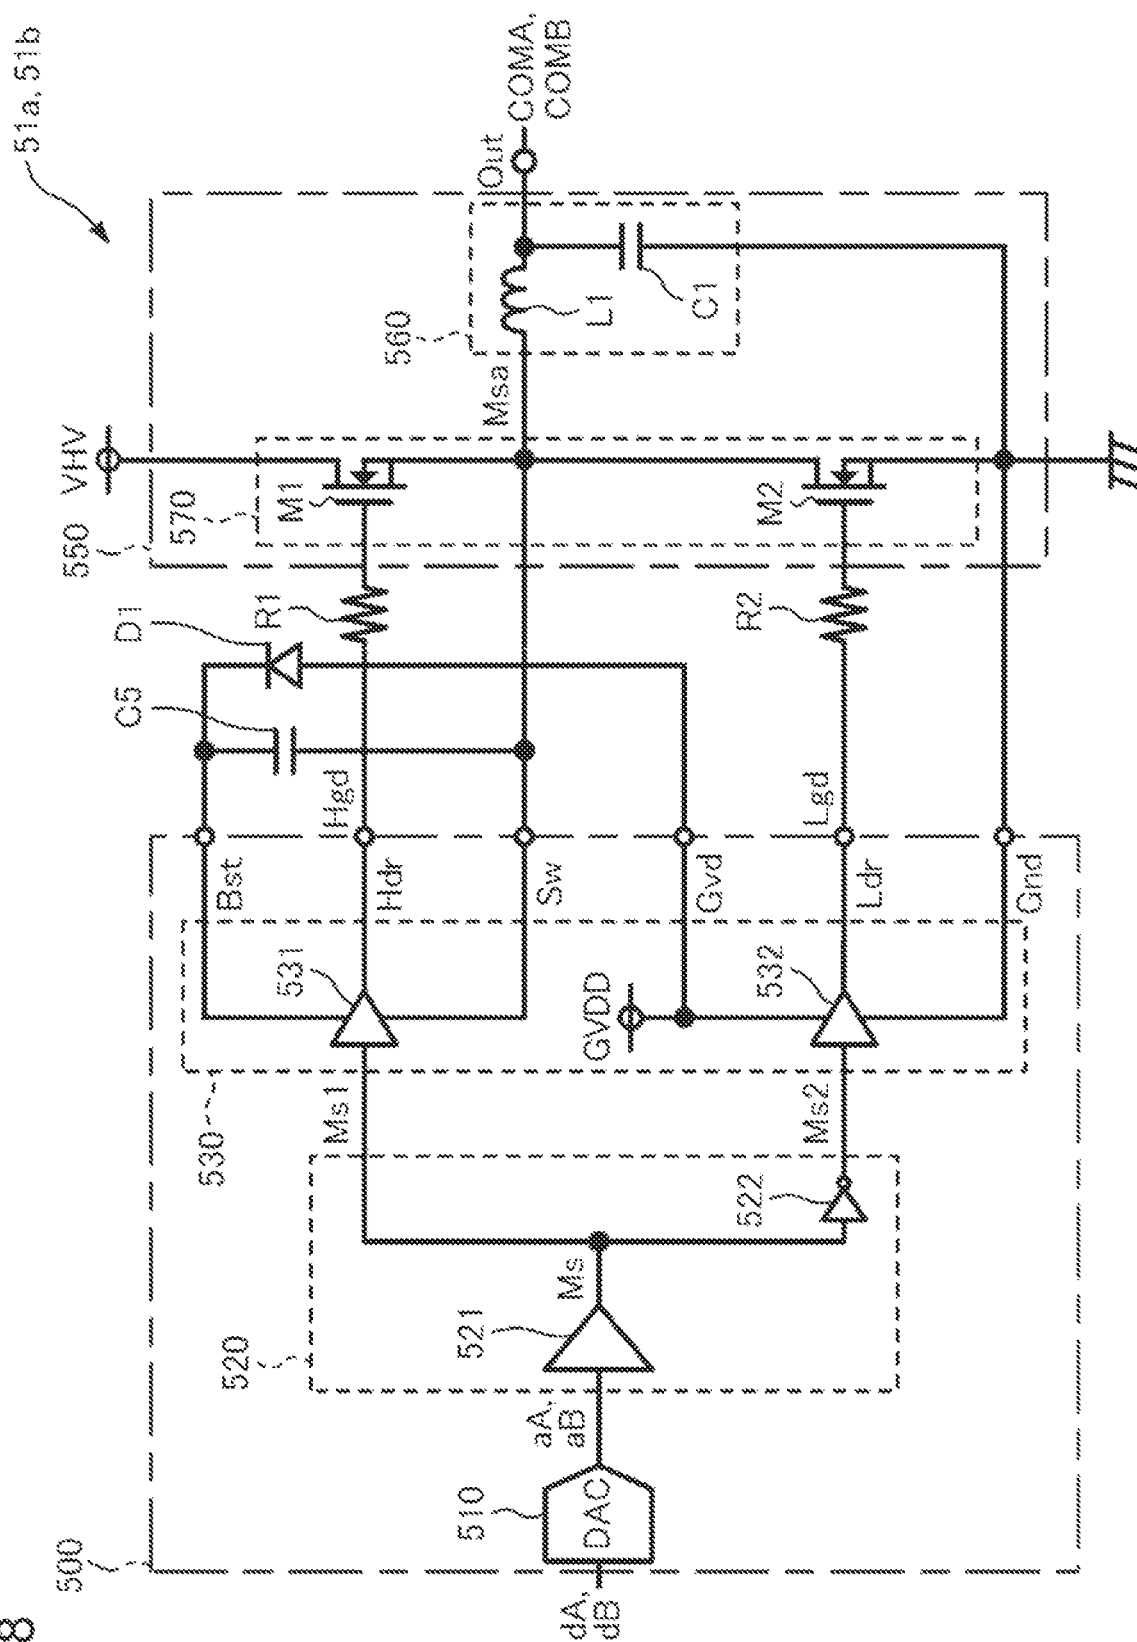 8
51a, 51b
500
510
dA,
dB
DAC
aA,
aB
520
521
Ms
522
530
Ms1
Ms2
531
532
GVDD
Bst
Hdr
Sw
Gvd
Ldr
Gnd
Hgd
Lgd
C5
D1
R1
R2
550
570
VHV
M1
M2
Msa
560
L1
C1
Out
COMA,
COMB